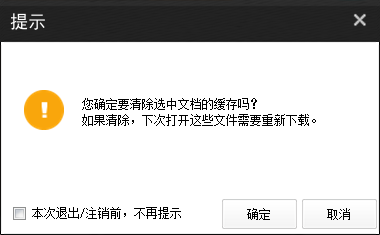 提示
您确定要清除选中文档的缓存吗？
如果清除，下次打开这些文件需要重新下载。
本次退出/注销前，不再提示
确定
取消